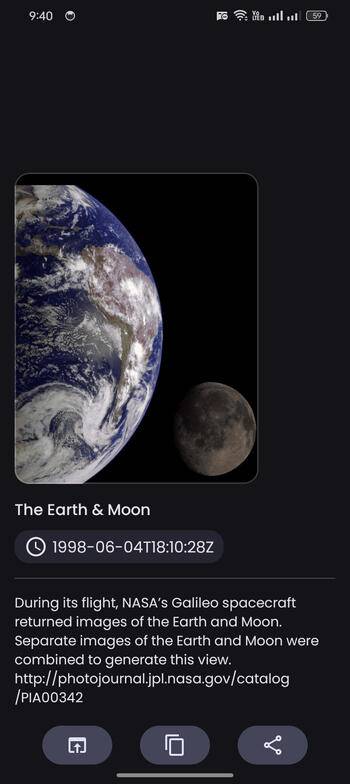 9:40
Vo
LTE
59
The Earth & Moon
1998-06-04T18:10:28Z
During its flight, NASA’s Galileo spacecraft
returned images of the Earth and Moon.
Separate images of the Earth and Moon were
combined to generate this view.
http://photojournal.jpl.nasa.gov/catalog
/PIA00342